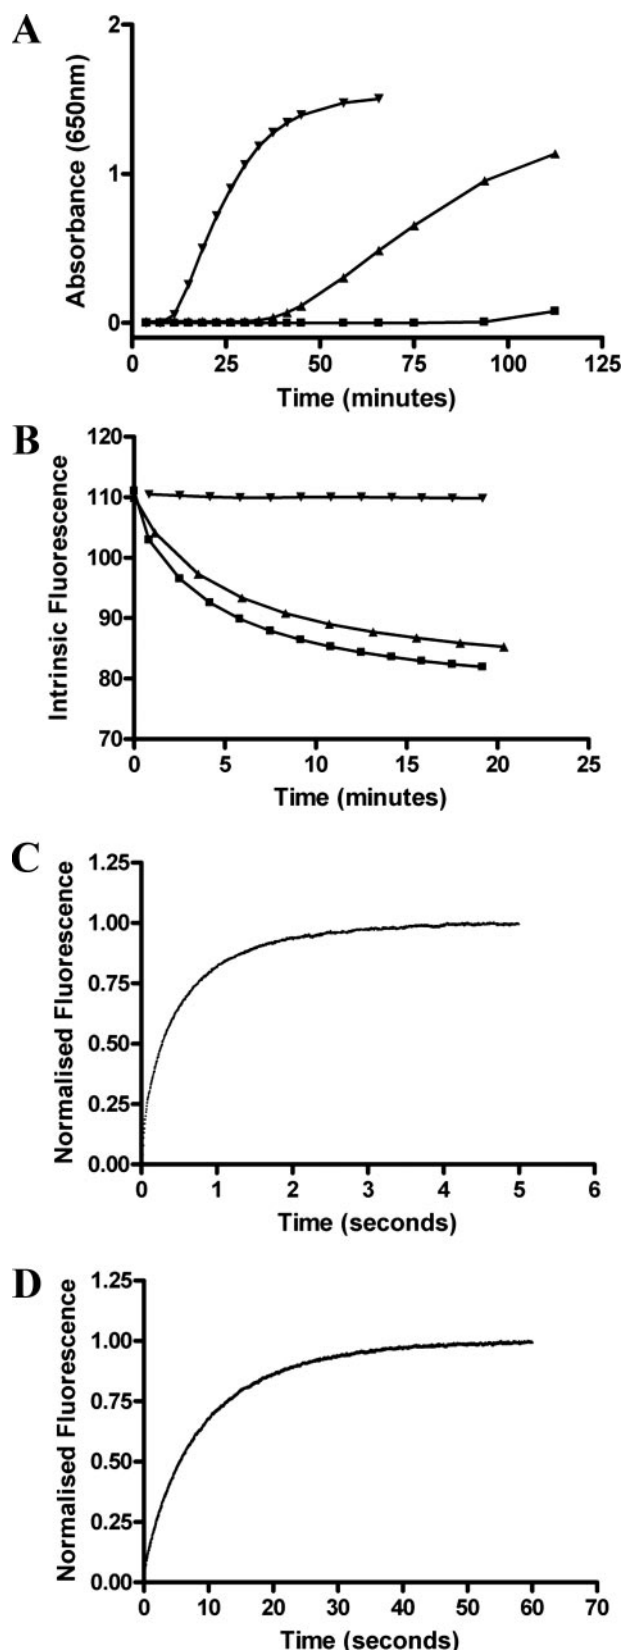 A
2
1
0
Absorbance (650nm)
0 25 50 75 100 125
Time (minutes)
B
120
110
100
90
80
70
Intrinsic Fluorescence
0 5 10 15 20 25
Time (minutes)
C
1.25
1.00
0.75
0.50
0.25
0.00
Normalised Fluorescence
0 1 2 3 4 5 6
Time (seconds)
D
1.25
1.00
0.75
0.50
0.25
0.00
Normalised Fluorescence
0 10 20 30 40 50 60 70
Time (seconds)